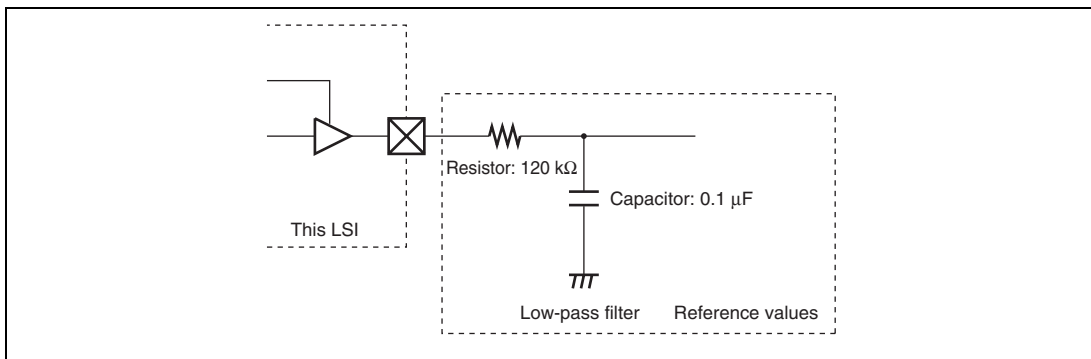 Resistor: 120 kΩ
Capacitor: 0.1 μF
This LSI
Low-pass filter
Reference values